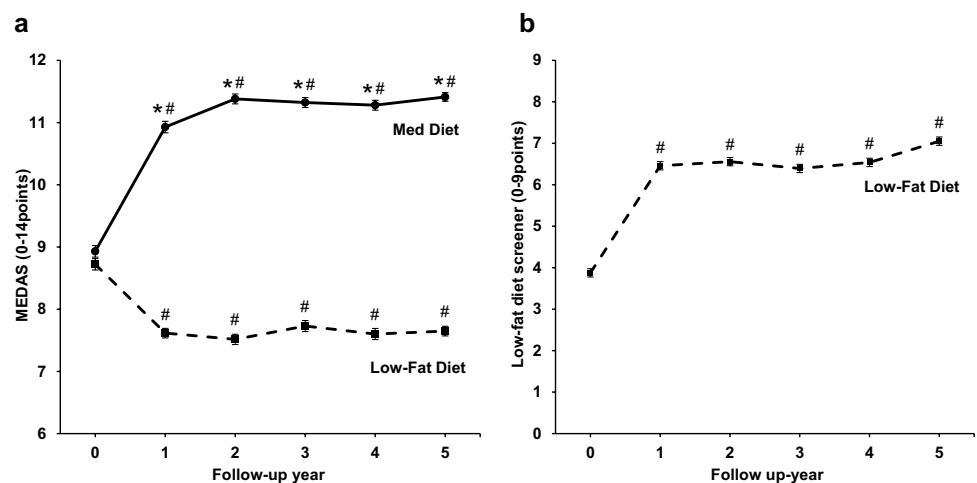 a
MEDAS (0-14points)
12
11
10
9
8
7
6
*# *# *# *# *#
Med Diet
# # # # #
Low-Fat Diet
0 1 2 3 4 5
Follow-up year
b
Low-fat diet screener (0-9points)
9
8
7
6
5
4
3
2
1
0
# # # # #
Low-Fat Diet
0 1 2 3 4 5
Follow up-year